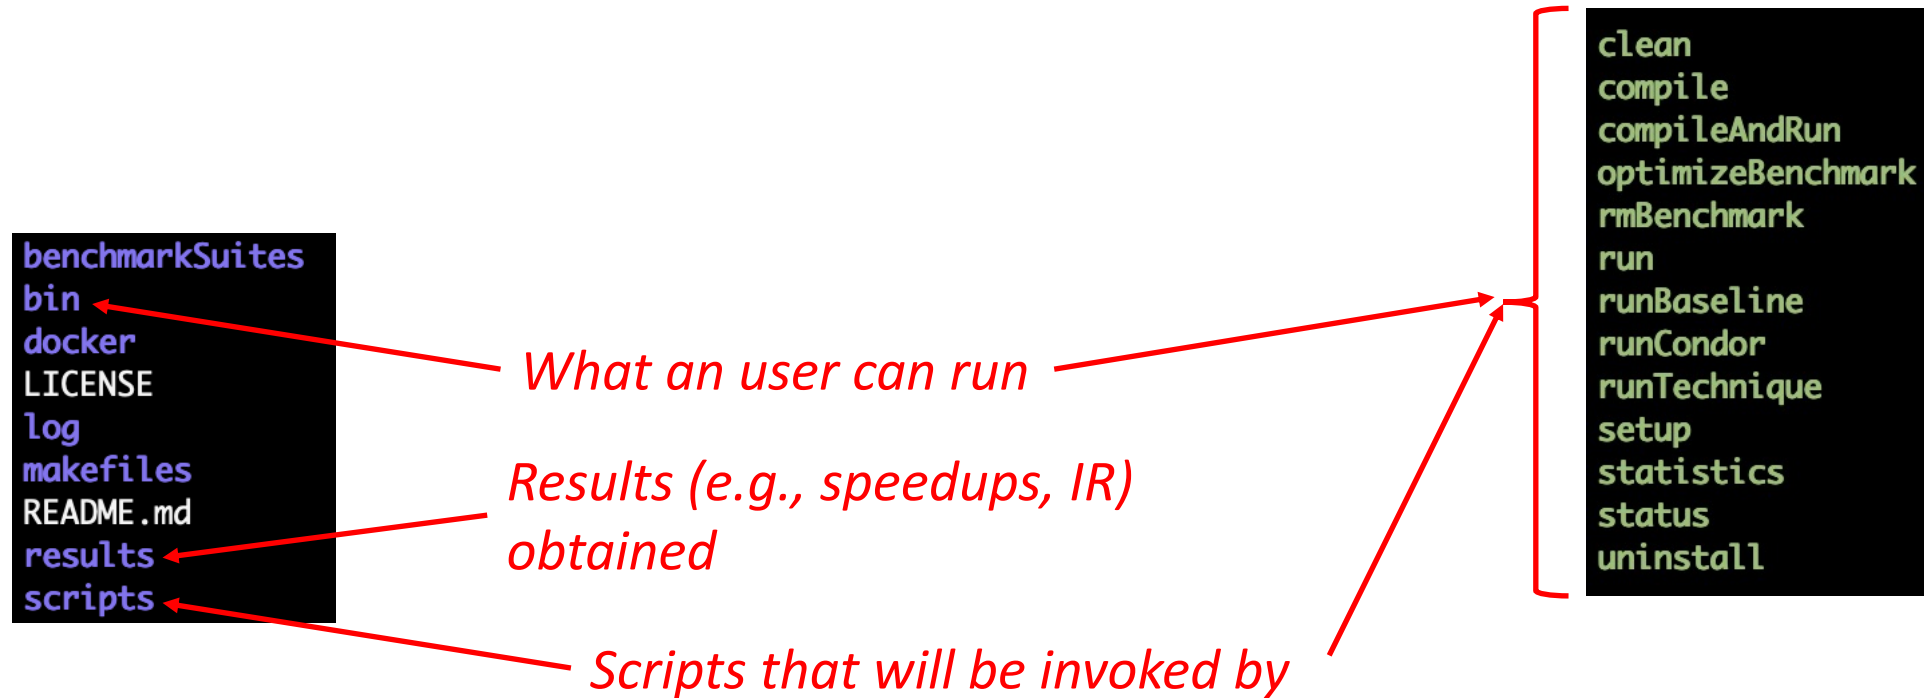 benchmarkSuites
bin
docker
LICENSE
log
makefiles
README.md
results
scripts
What an user can run
Results (e.g., speedups, IR)
obtained
Scripts that will be invoked by
clean
compile
compileAndRun
optimizeBenchmark
rmBenchmark
run
runBaseline
runCondor
runTechnique
setup
statistics
status
uninstall